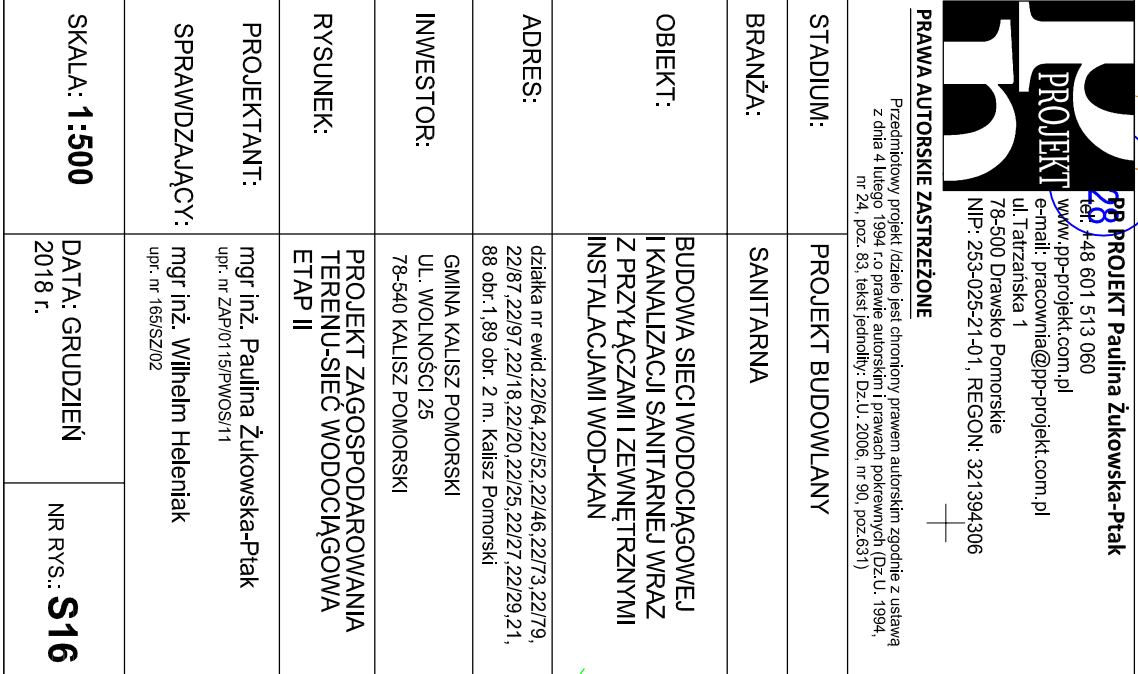 PROJEKT
28
PP PROJEKT Paulina Żukowska-Ptak
tel. +48 601 513 060
www.pp-projekt.com.pl
e-mail: pracownia@pp-projekt.com.pl
ul.Tatrzańska 1
78-500 Drawsko Pomorskie
NIP: 253-025-21-01, REGON: 321394306
PRAWA AUTORSKIE ZASTRZEŻONE
Przedmiotowy projekt /dzieło jest chroniony prawem autorskim zgodnie z ustawą
z dnia 4 lutego 1994 r.o prawie autorskim i prawach pokrewnych (Dz.U. 1994,
nr 24, poz. 83, tekst jednolity: Dz.U. 2006, nr 90, poz.631)
STADIUM: PROJEKT BUDOWLANY
BRANŻA: SANITARNA
OBIEKT: BUDOWA SIECI WODOCIĄGOWEJ
I KANALIZACJI SANITARNEJ WRAZ
Z PRZYŁĄCZAMI I ZEWNĘTRZNYMI
INSTALACJAMI WOD-KAN
ADRES: działka nr ewid.22/64,22/52,22/46,22/73,22/79,
22/87,22/97,22/18,22/20,22/25,22/27,22/29,21,
88 obr.1,89 obr. 2 m. Kalisz Pomorski
INWESTOR: GMINA KALISZ POMORSKI
UL. WOLNOŚCI 25
78-540 KALISZ POMORSKI
RYSUNEK: PROJEKT ZAGOSPODAROWANIA
TERENU-SIEĆ WODOCIĄGOWA
ETAP II
PROJEKTANT: mgr inż. Paulina Żukowska-Ptak
upr. nr ZAP/0115/PWOS/11
SPRAWDZAJĄCY: mgr inż. Wilhelm Heleniak
upr. nr 165/SZ/02
SKALA: 1:500
DATA: GRUDZIEŃ
2018 r.
NR RYS.: S16